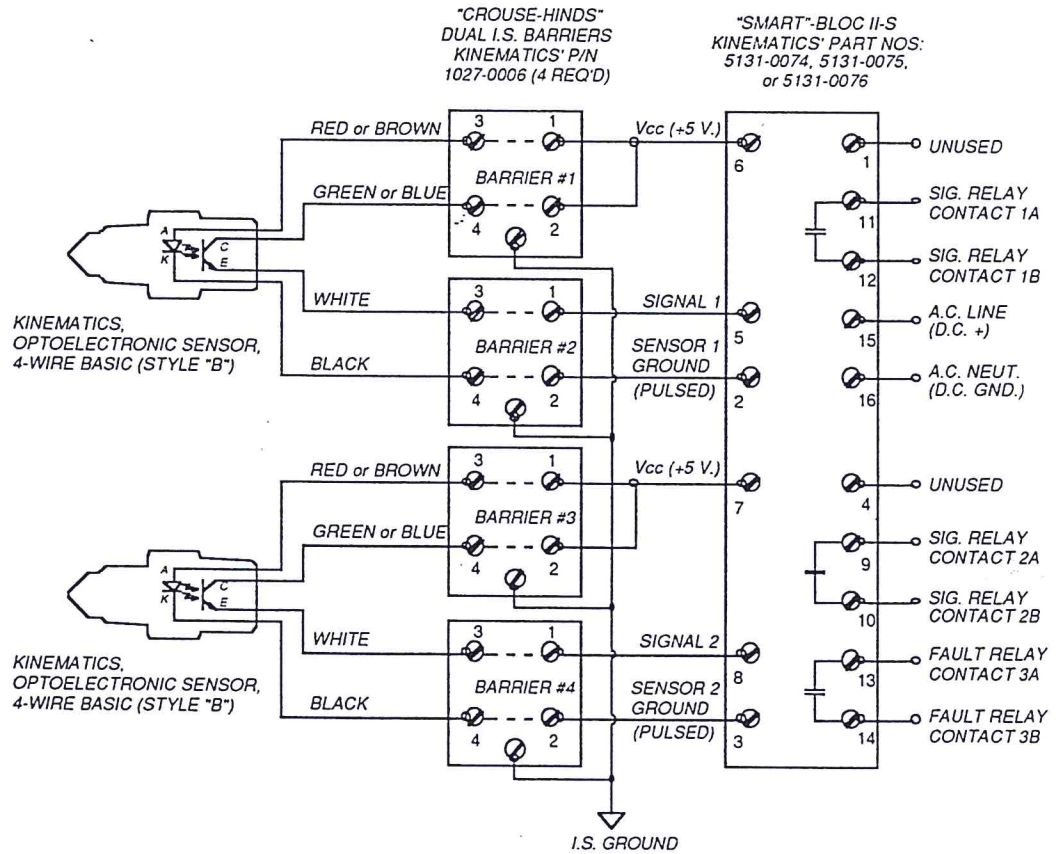 "CROUSE-HINDS"
DUAL I.S. BARRIERS
KINEMATICS' P/N
1027-0006 (4 REQ'D)
"SMART"-BLOC II-S
KINEMATICS' PART NOS:
5131-0074, 5131-0075,
or 5131-0076
RED or BROWN
3 1
Vcc (+5 V.)
6
1
UNUSED
BARRIER #1
GREEN or BLUE
4 2
11
SIG. RELAY
CONTACT 1A
A
K
C
E
12
SIG. RELAY
CONTACT 1B
WHITE
3 1
SIGNAL 1
5
15
A.C. LINE
(D.C. +)
KINEMATICS,
OPTOELECTRONIC SENSOR,
4-WIRE BASIC (STYLE "B")
BARRIER #2
BLACK
4 2
SENSOR 1
GROUND
(PULSED)
2
16
A.C. NEUT.
(D.C. GND.)
RED or BROWN
3 1
Vcc (+5 V.)
7
4
UNUSED
BARRIER #3
GREEN or BLUE
4 2
9
SIG. RELAY
CONTACT 2A
A
K
C
E
10
SIG. RELAY
CONTACT 2B
WHITE
3 1
SIGNAL 2
8
13
FAULT RELAY
CONTACT 3A
KINEMATICS,
OPTOELECTRONIC SENSOR,
4-WIRE BASIC (STYLE "B")
BARRIER #4
BLACK
4 2
SENSOR 2
GROUND
(PULSED)
3
14
FAULT RELAY
CONTACT 3B
I.S. GROUND